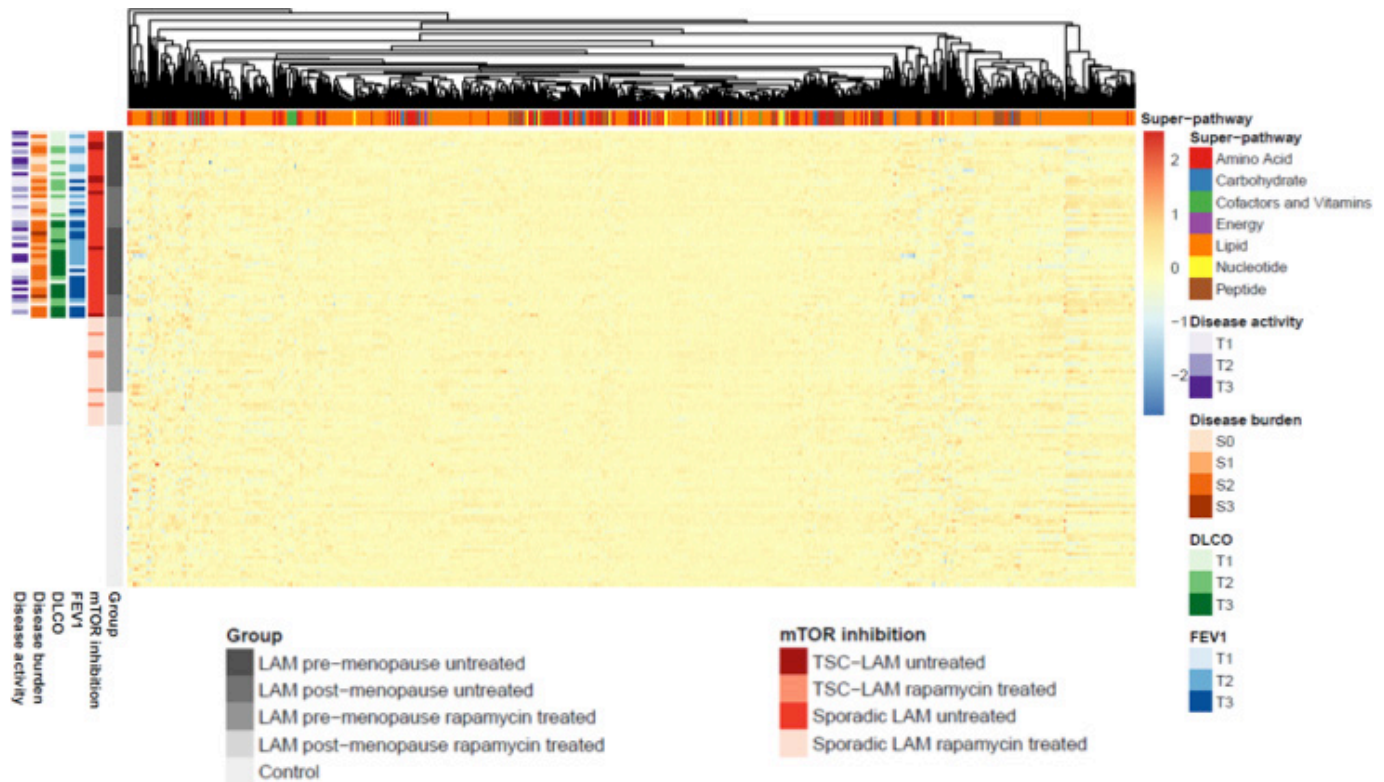 Super-pathway
2
1
0
−1
−2
Super-pathway
Amino Acid
Carbohydrate
Cofactors and Vitamins
Energy
Lipid
Nucleotide
Peptide
Disease activity
T1
T2
T3
Disease burden
S0
S1
S2
S3
DLCO
T1
T2
T3
FEV1
T1
T2
T3
Disease activity
Disease burden
DLCO
FEV1
mTOR inhibition
Group
Group
LAM pre−menopause untreated
LAM post−menopause untreated
LAM pre−menopause rapamycin treated
LAM post−menopause rapamycin treated
Control
mTOR inhibition
TSC−LAM untreated
TSC−LAM rapamycin treated
Sporadic LAM untreated
Sporadic LAM rapamycin treated